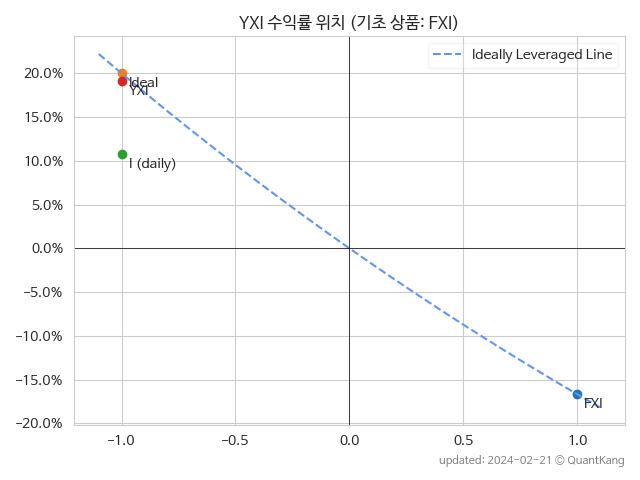 YXI 수익률 위치 (기초 상품: FXI)
Ideally Leveraged Line
20.0%
15.0%
10.0%
5.0%
0.0%
−5.0%
−10.0%
−15.0%
−20.0%
Ideal
YXI
I (daily)
FXI
−1.0
−0.5
0.0
0.5
1.0
updated: 2024-02-21 © QuantKang